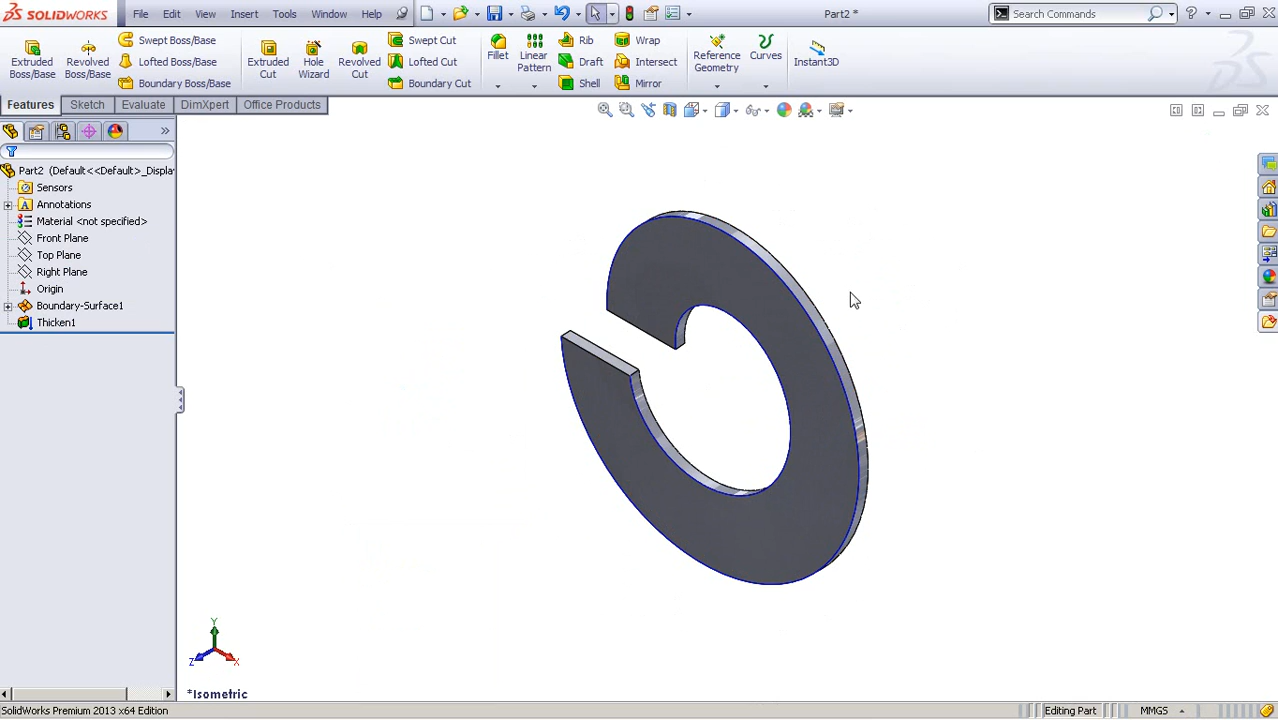 SOLIDWORKS File Edit View Insert Tools Window Help Part2 * Search Commands
Extruded Boss/Base Revolved Boss/Base Swept Boss/Base Lofted Boss/Base Boundary Boss/Base Extruded Cut Hole Wizard Revolved Cut Swept Cut Lofted Cut Boundary Cut Fillet Linear Pattern Rib Draft Shell Wrap Intersect Mirror Reference Geometry Curves Instant3D
Features Sketch Evaluate DimXpert Office Products
Part2 (Default<<Default>_Displa
Sensors
Annotations
Material <not specified>
Front Plane
Top Plane
Right Plane
Origin
Boundary-Surface1
Thicken1
Y
Z
X
*Isometric
SolidWorks Premium 2013 x64 Edition Editing Part MMGS